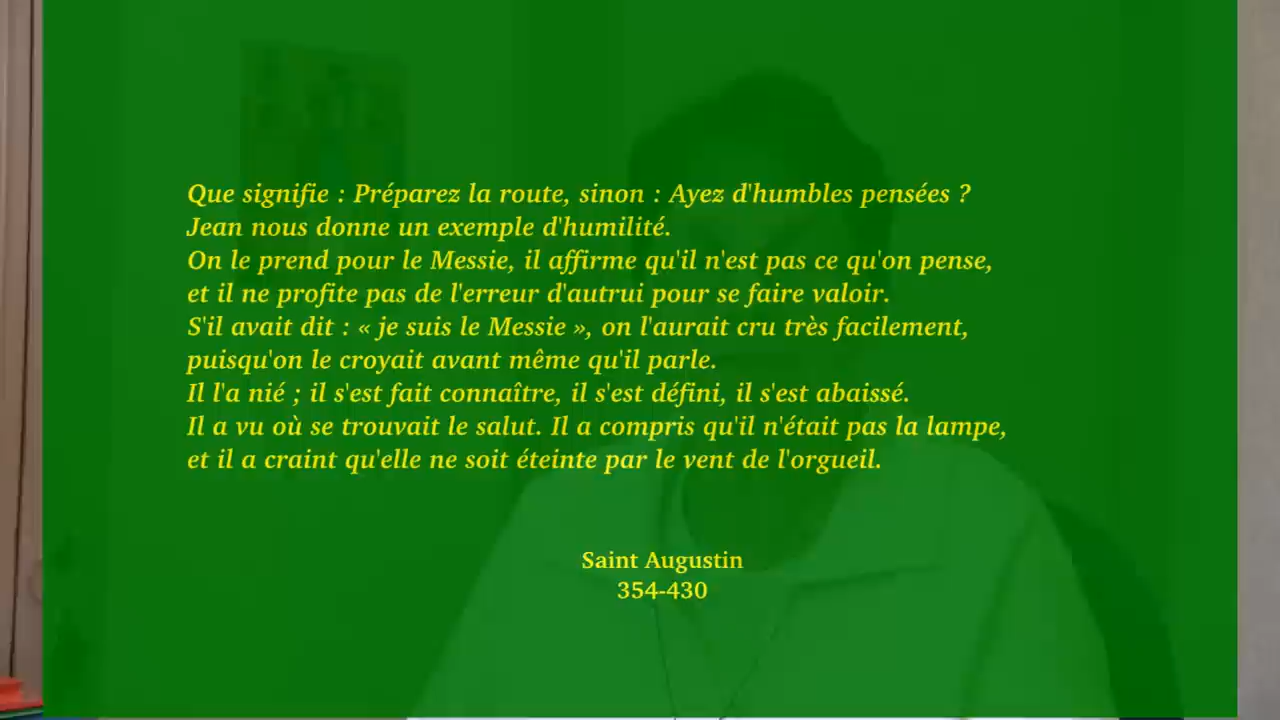 Que signifie : Préparez la route, sinon : Ayez d'humbles pensées ?
Jean nous donne un exemple d'humilité.
On le prend pour le Messie, il affirme qu'il n'est pas ce qu'on pense,
et il ne profite pas de l'erreur d'autrui pour se faire valoir.
S'il avait dit : « je suis le Messie », on l'aurait cru très facilement,
puisqu'on le croyait avant même qu'il parle.
Il l'a nié ; il s'est fait connaître, il s'est défini, il s'est abaissé.
Il a vu où se trouvait le salut. Il a compris qu'il n'était pas la lampe,
et il a craint qu'elle ne soit éteinte par le vent de l'orgueil.
Saint Augustin
354-430